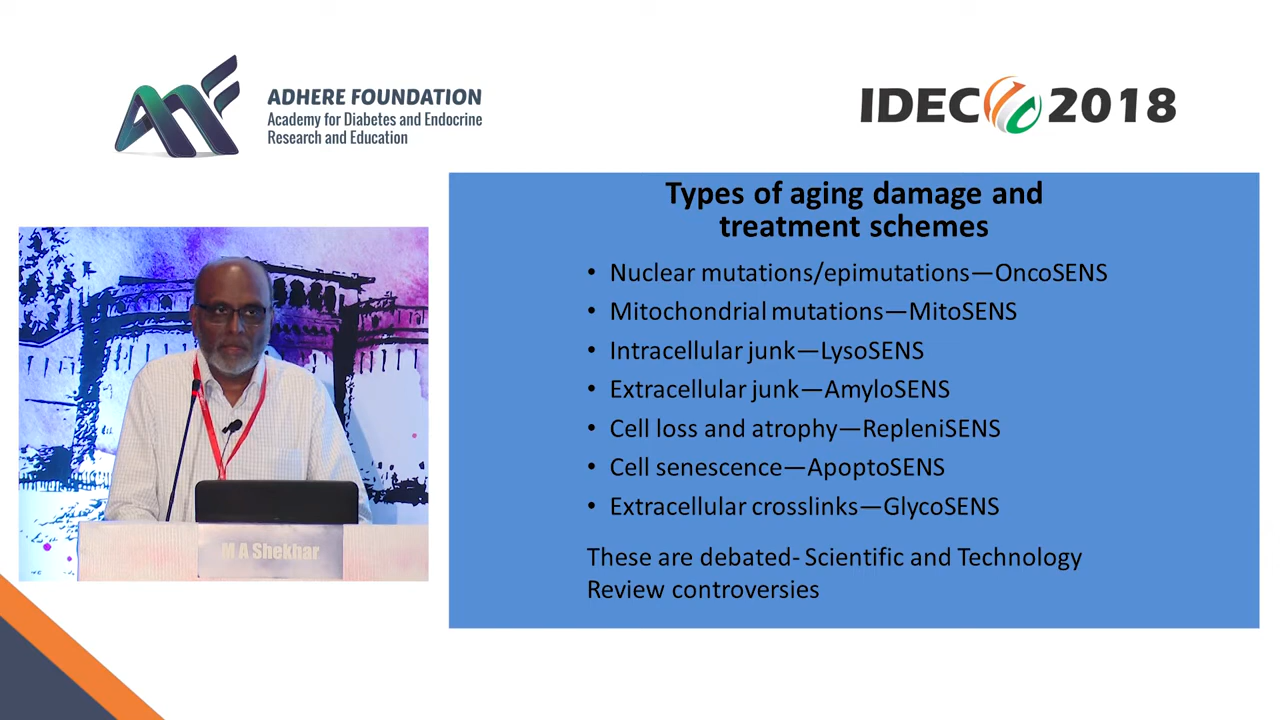 ADHERE FOUNDATION
Academy for Diabetes and Endocrine
Research and Education
IDEC 2018
Types of aging damage and
treatment schemes
• Nuclear mutations/epimutations—OncoSENS
• Mitochondrial mutations—MitoSENS
• Intracellular junk—LysoSENS
• Extracellular junk—AmyloSENS
• Cell loss and atrophy—RepleniSENS
• Cell senescence—ApoptoSENS
• Extracellular crosslinks—GlycoSENS
These are debated- Scientific and Technology
Review controversies
M A Shekhar